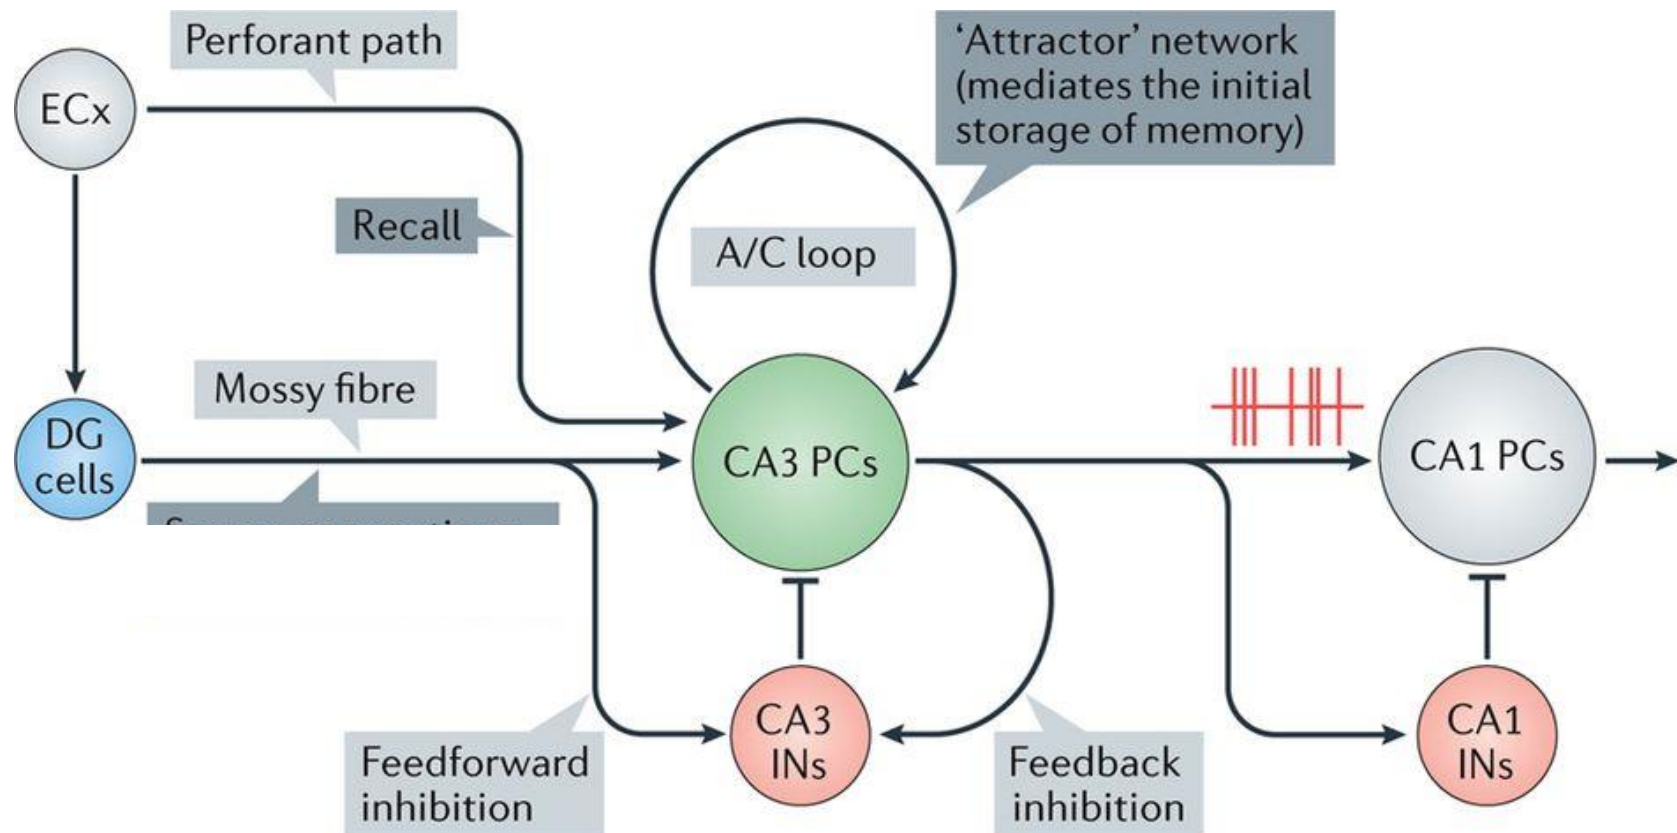 Perforant path
ECx
Recall
'Attractor' network
(mediates the initial
storage of memory)
A/C loop
Mossy fibre
DG
cells
CA3 PCs
CA1 PCs
Feedforward
inhibition
CA3
INs
Feedback
inhibition
CA1
INs